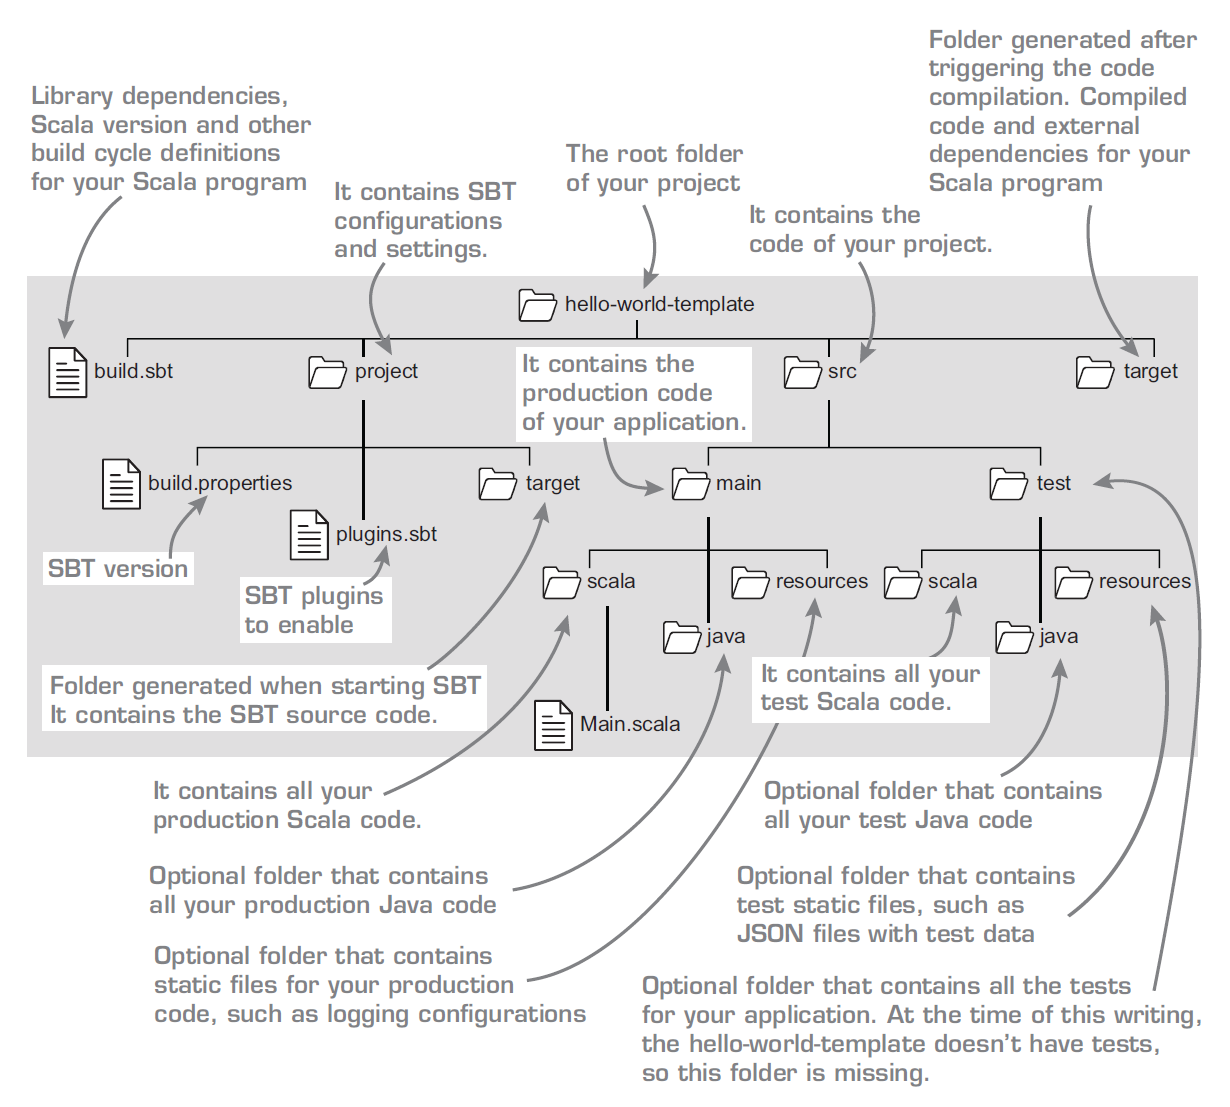 Folder generated after
triggering the code
compilation. Compiled
code and external
dependencies for your
Scala program
Library dependencies,
Scala version and other
build cycle definitions
for your Scala program
The root folder
of your project
It contains SBT
configurations
and settings.
It contains the
code of your project.
hello-world-template
build.sbt
project
It contains the
production code
of your application.
src
target
build.properties
target
main
test
plugins.sbt
SBT version
SBT plugins
to enable
scala
resources
scala
resources
java
java
Folder generated when starting SBT
It contains the SBT source code.
It contains all your
test Scala code.
Main.scala
It contains all your
production Scala code.
Optional folder that contains
all your test Java code
Optional folder that contains
all your production Java code
Optional folder that contains
test static files, such as
JSON files with test data
Optional folder that contains
static files for your production
code, such as logging configurations
Optional folder that contains all the tests
for your application. At the time of this writing,
the hello-world-template doesn't have tests,
so this folder is missing.